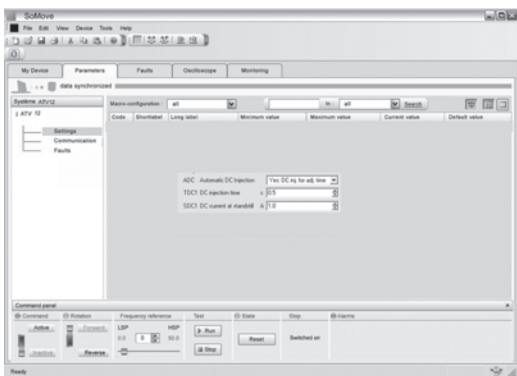 SoMove
File Edit View Device Tools Help
My Device Parameters Faults Oscilloscope Monitoring
data synchronized
Système ATV12 Macro-configuration : all In all Search
ATV 12 Code Shortlabel Long label Minimum value Maximum value Current value Default value
Settings
Communication
Faults
ADC Automatic DC Injection Yes: DC inj. for adj. time
TDC1 DC injection time s 0.5
SDC1 DC current at standstill A 1.0
Command panel
Command Rotation Frequency reference Test State Stop Alarms
Active Forward LSP HSP Run
0.0 0 50.0 Reset Switched on
Inactive Reverse Stop
Ready